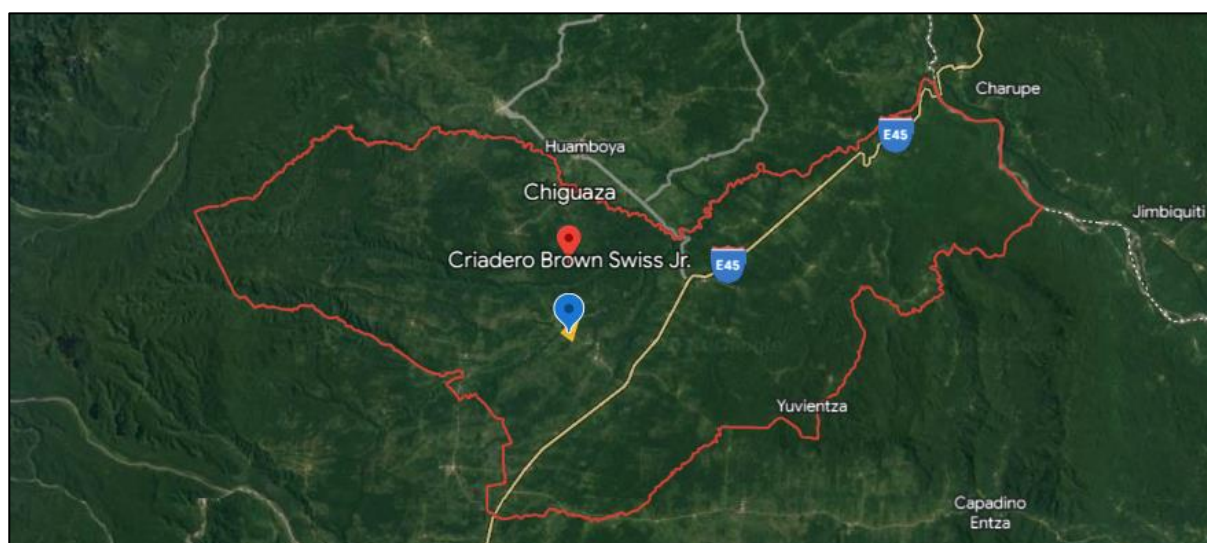 Charupe
E45
Huamboya
Chiguaza
Jimbiquiti
Criadero Brown Swiss Jr.
E45
Yuvientza
Capadino
Entza